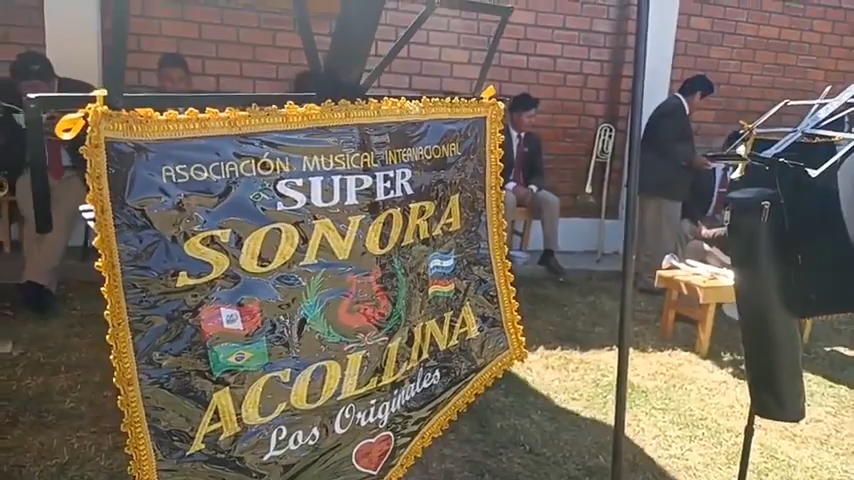 ASOCIACIÓN MUSICAL INTERNACIONAL
SUPER
SONORA
ACOLLINA
Los Originales